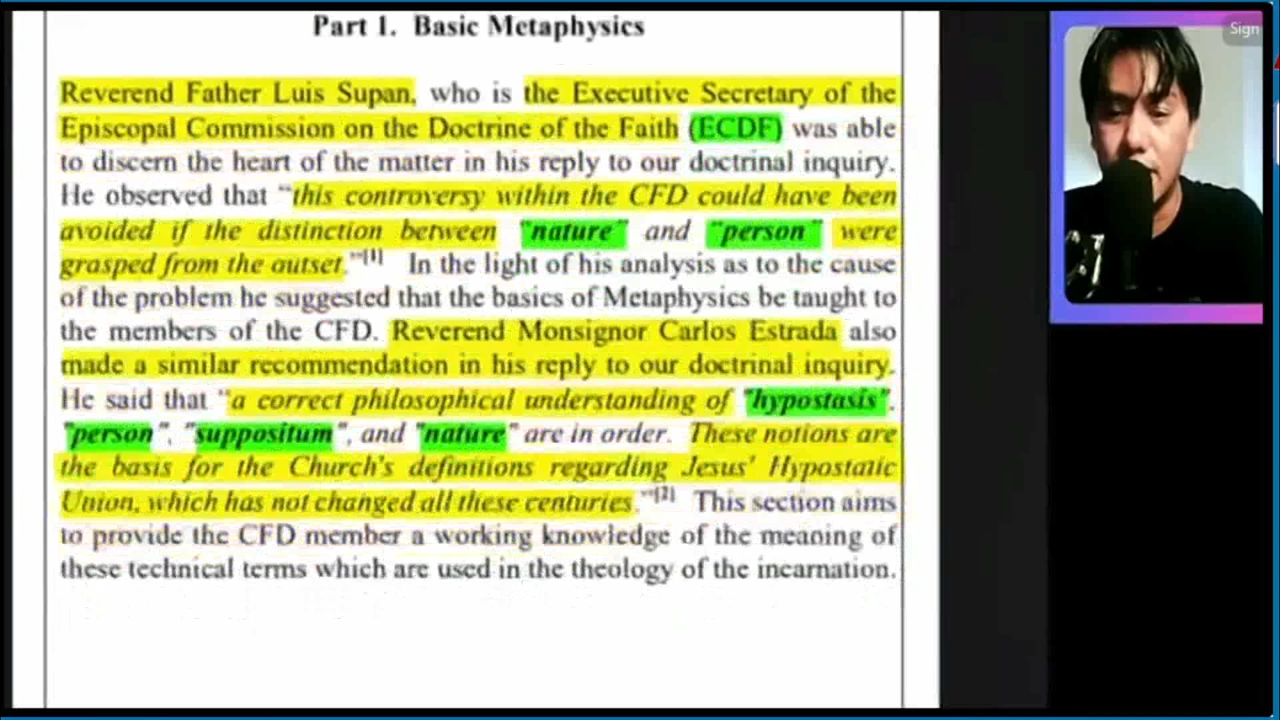 Part 1. Basic Metaphysics
Reverend Father Luis Supan, who is the Executive Secretary of the
Episcopal Commission on the Doctrine of the Faith (ECDF) was able
to discern the heart of the matter in his reply to our doctrinal inquiry.
He observed that "this controversy within the CFD could have been
avoided if the distinction between "nature" and "person" were
grasped from the outset."[1] In the light of his analysis as to the cause
of the problem he suggested that the basics of Metaphysics be taught to
the members of the CFD. Reverend Monsignor Carlos Estrada also
made a similar recommendation in his reply to our doctrinal inquiry.
He said that "a correct philosophical understanding of "hypostasis",
"person", "suppositum", and "nature" are in order. These notions are
the basis for the Church's definitions regarding Jesus' Hypostatic
Union, which has not changed all these centuries."[2] This section aims
to provide the CFD member a working knowledge of the meaning of
these technical terms which are used in the theology of the incarnation.
Sign